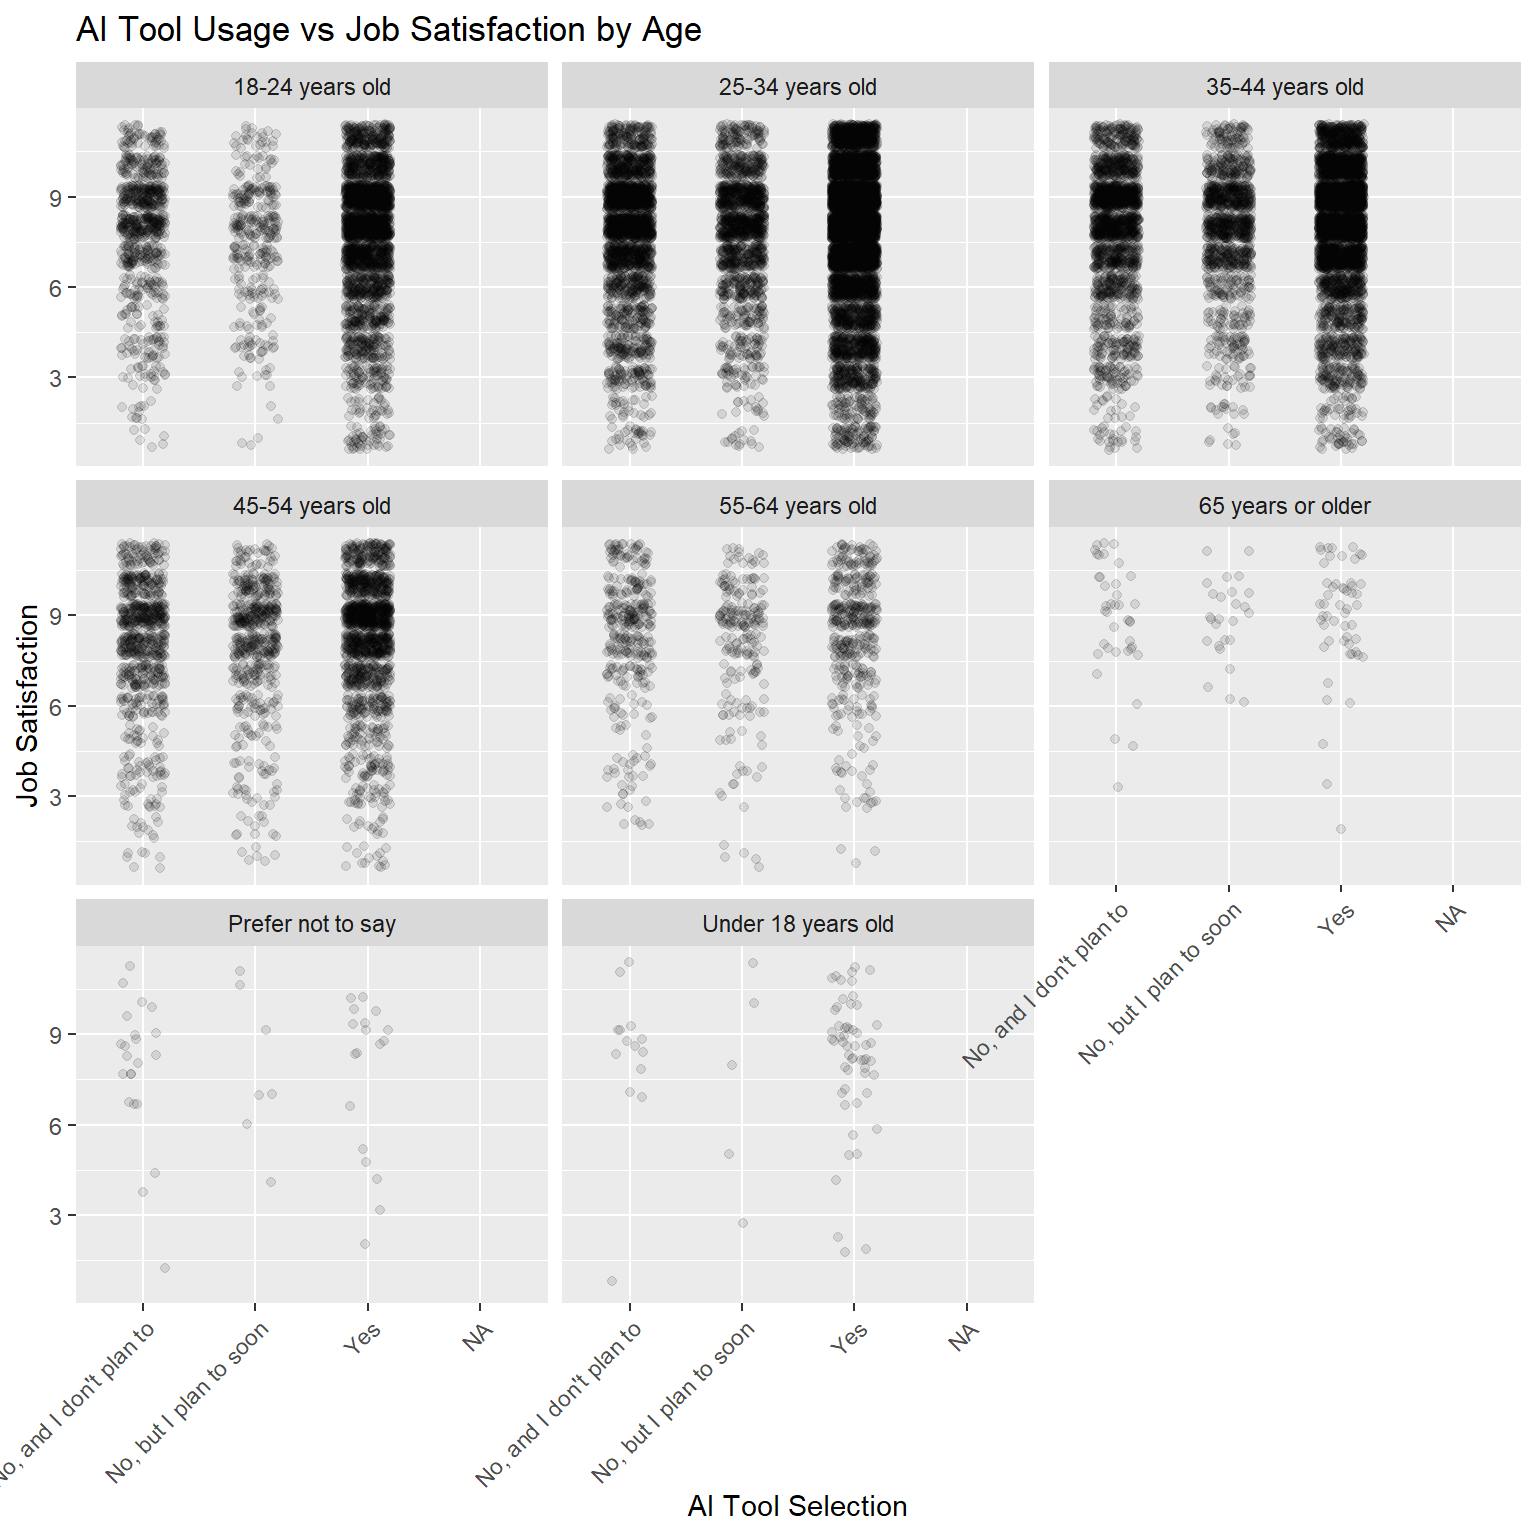 AI Tool Usage vs Job Satisfaction by Age
18-24 years old
25-34 years old
35-44 years old
9
6
3
45-54 years old
55-64 years old
65 years or older
9
6
3
Job Satisfaction
No, and I don't plan to
No, but I plan to soon
Yes
NA
Prefer not to say
Under 18 years old
9
6
3
No, and I don't plan to
No, but I plan to soon
Yes
NA
No, and I don't plan to
No, but I plan to soon
Yes
NA
AI Tool Selection